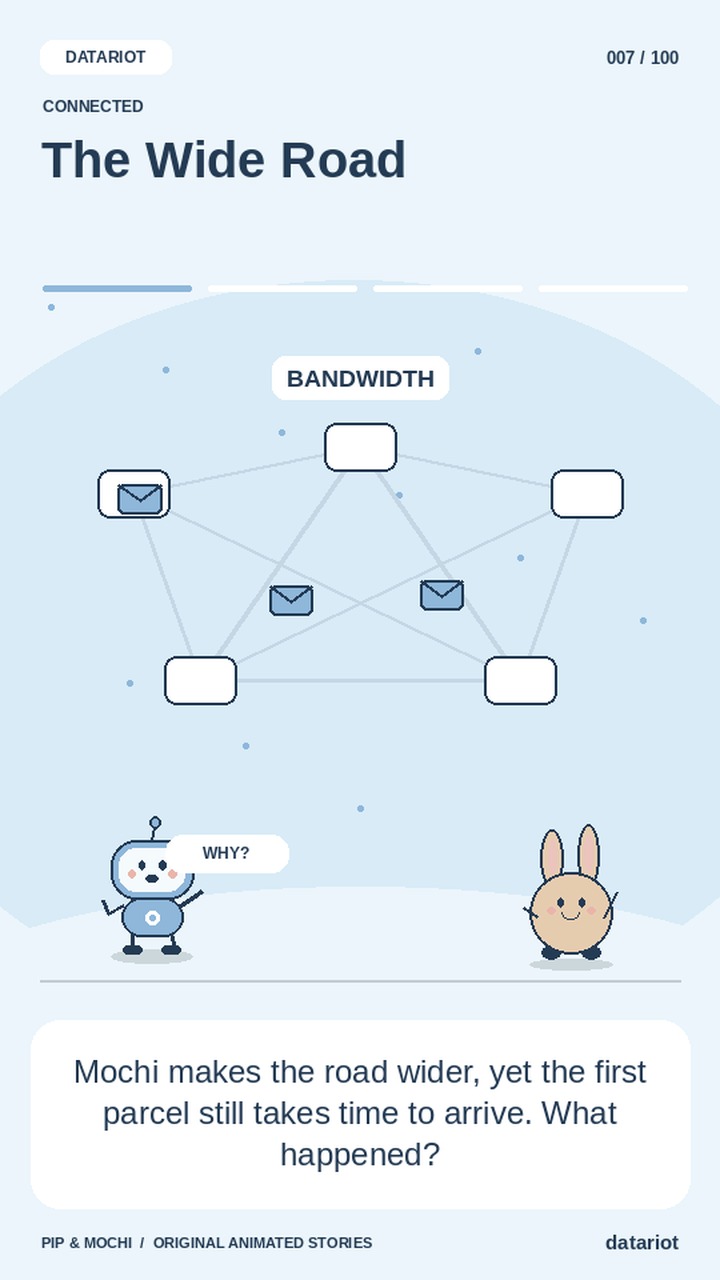 DATARIOT
007 / 100
CONNECTED
The Wide Road
BANDWIDTH
WHY?
Mochi makes the road wider, yet the first
parcel still takes time to arrive. What
happened?
PIP & MOCHI / ORIGINAL ANIMATED STORIES
datariot